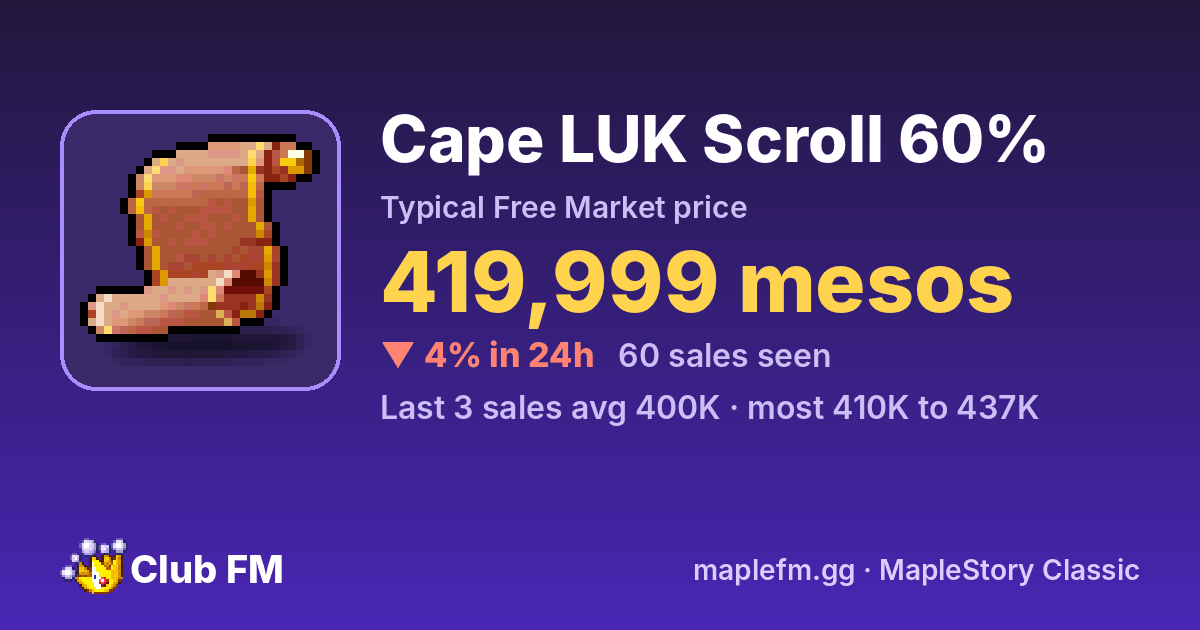 Cape LUK Scroll 60%
Typical Free Market price
419,999 mesos
▼ 4% in 24h 60 sales seen
Last 3 sales avg 400K · most 410K to 437K
Club FM
maplefm.gg · MapleStory Classic